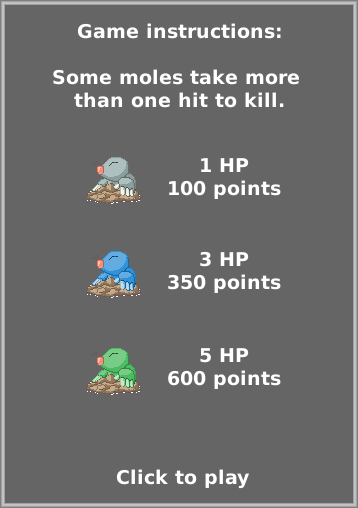 Game instructions:
Some moles take more
than one hit to kill.
1 HP
100 points
3 HP
350 points
5 HP
600 points
Click to play